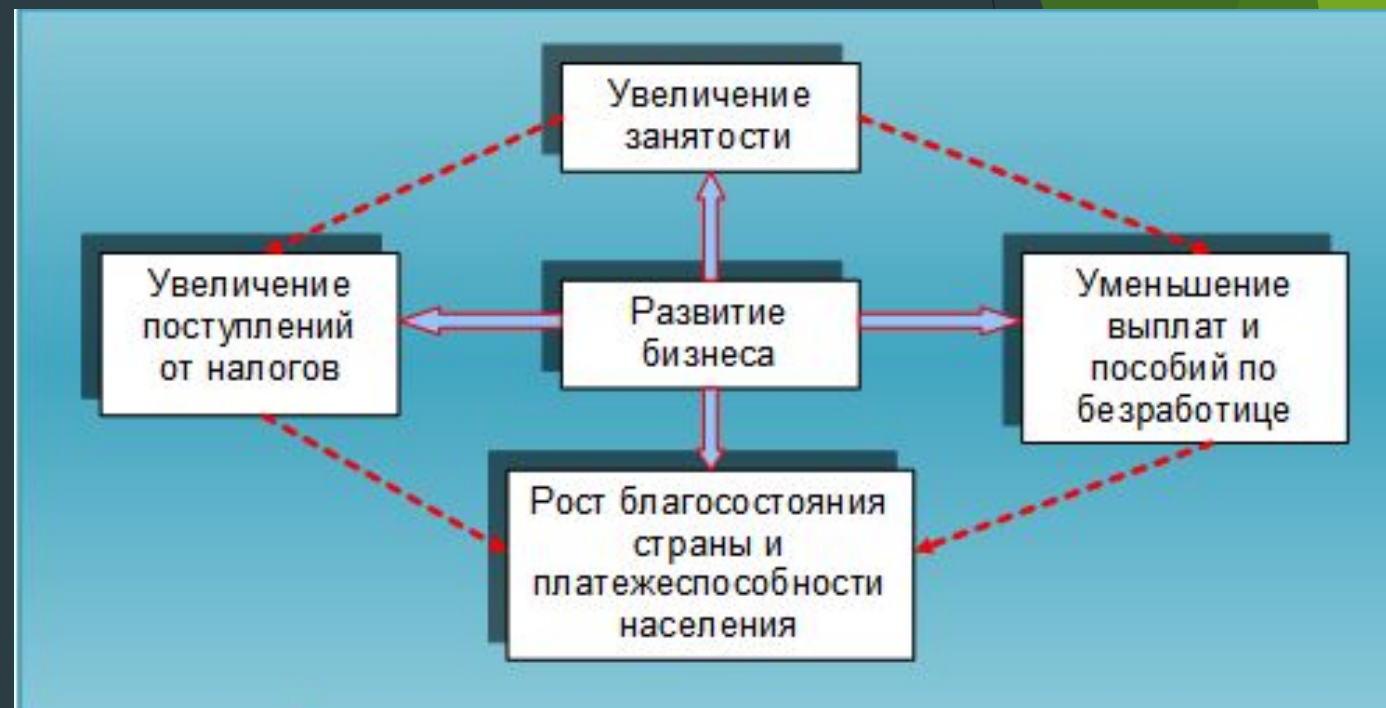 Увеличение
занятости
Увеличение
поступлений
от налогов
Развитие
бизнеса
Уменьшение
выплат и
пособий по
безработице
Рост благосостояния
страны и
платежеспособности
населения